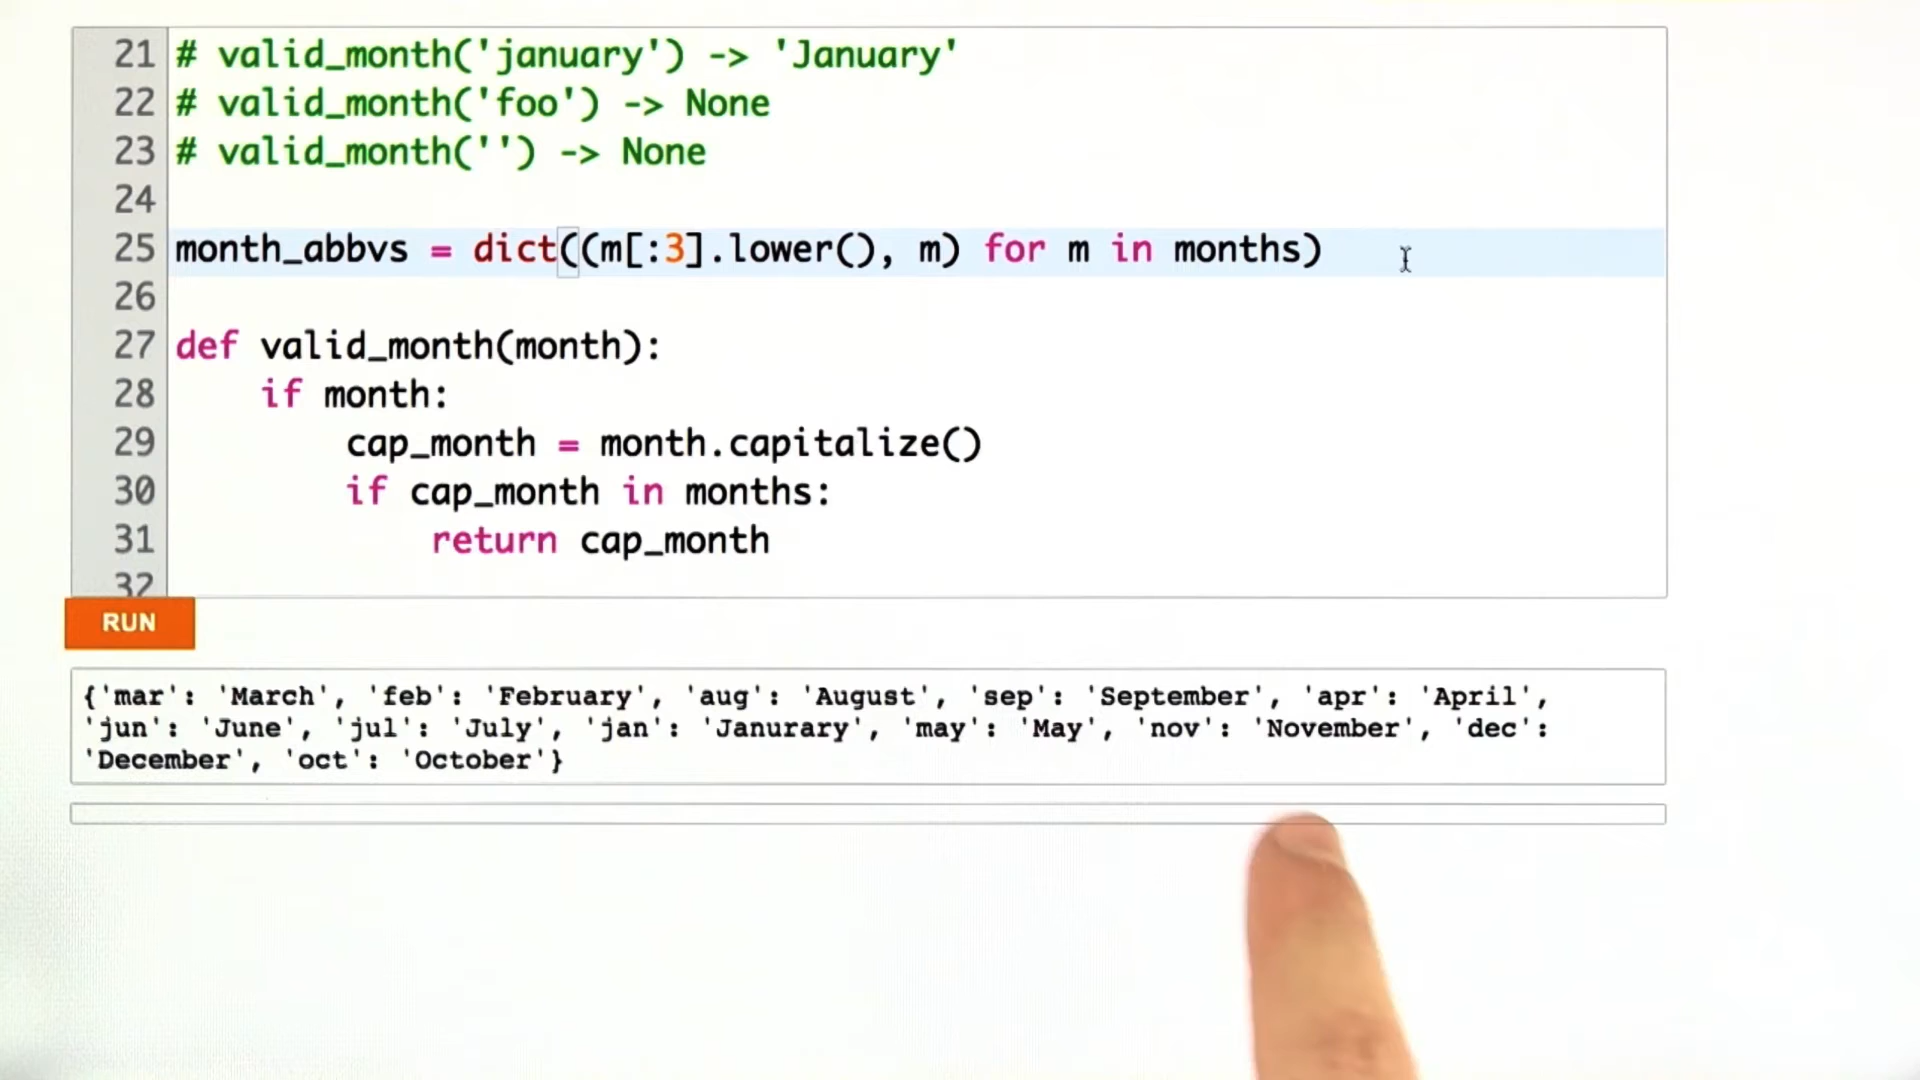 21 # valid_month('january') -> 'January'
22 # valid_month('foo') -> None
23 # valid_month('') -> None
24
25 month_abbvs = dict((m[:3].lower(), m) for m in months)
26
27 def valid_month(month):
28     if month:
29         cap_month = month.capitalize()
30         if cap_month in months:
31             return cap_month
32
RUN
{'mar': 'March', 'feb': 'February', 'aug': 'August', 'sep': 'September', 'apr': 'April',
'jun': 'June', 'jul': 'July', 'jan': 'Janurary', 'may': 'May', 'nov': 'November', 'dec':
'December', 'oct': 'October'}